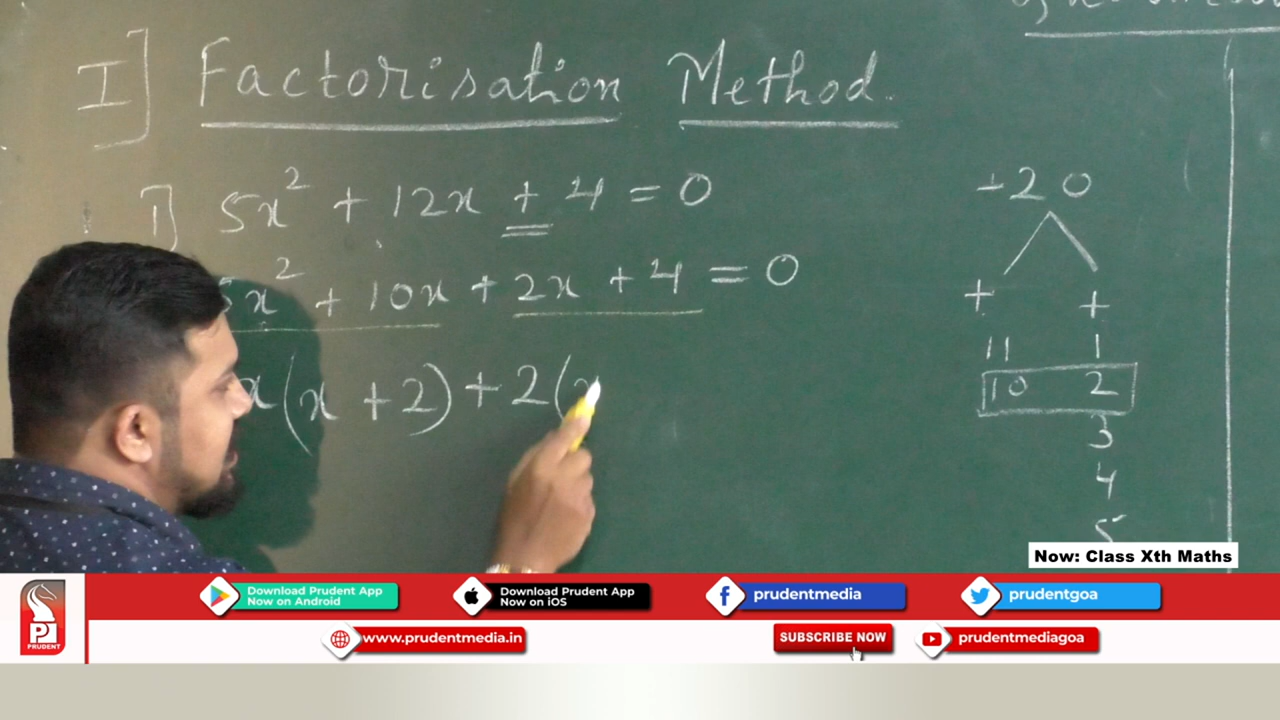 I] Factorisation Method.
1] 5x² + 12x + 4 = 0
5x² + 10x + 2x + 4 = 0
x(x + 2) + 2(x
+20
+ +
11 1
10 2
3
4
5
Now: Class Xth Maths
Download Prudent App
Now on Android
Download Prudent App
Now on iOS
prudentmedia
prudentgoa
PRUDENT
www.prudentmedia.in
SUBSCRIBE NOW
prudentmediagoa